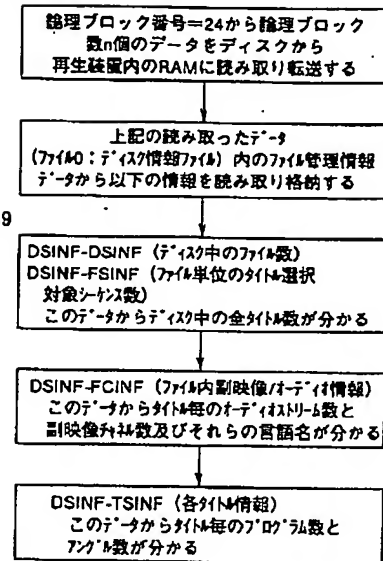 論理ブロック番号=24から論理ブロック
数n個のデータをディスクから
再生装置内のRAMに読み取り転送する
上記の読み取ったデータ
(ファイル0:ディスク情報ファイル)内のファイル管理情報
データから以下の情報を読み取り格納する
9
DSINF-DSINF(ディスク中のファイル数)
DSINF-FSINF(ファイル単位のタイトル選択
対象シーケンス数)
このデータからディスク中の全タイトル数が分かる
DSINF-FCINF(ファイル内副映像/オーディオ情報)
このデータからタイトル毎のオーディオストリーム数と
副映像チャネル数及びそれらの言語名が分かる
DSINF-TSINF(各タイトル情報)
このデータからタイトル毎のプログラム数と
アングル数が分かる